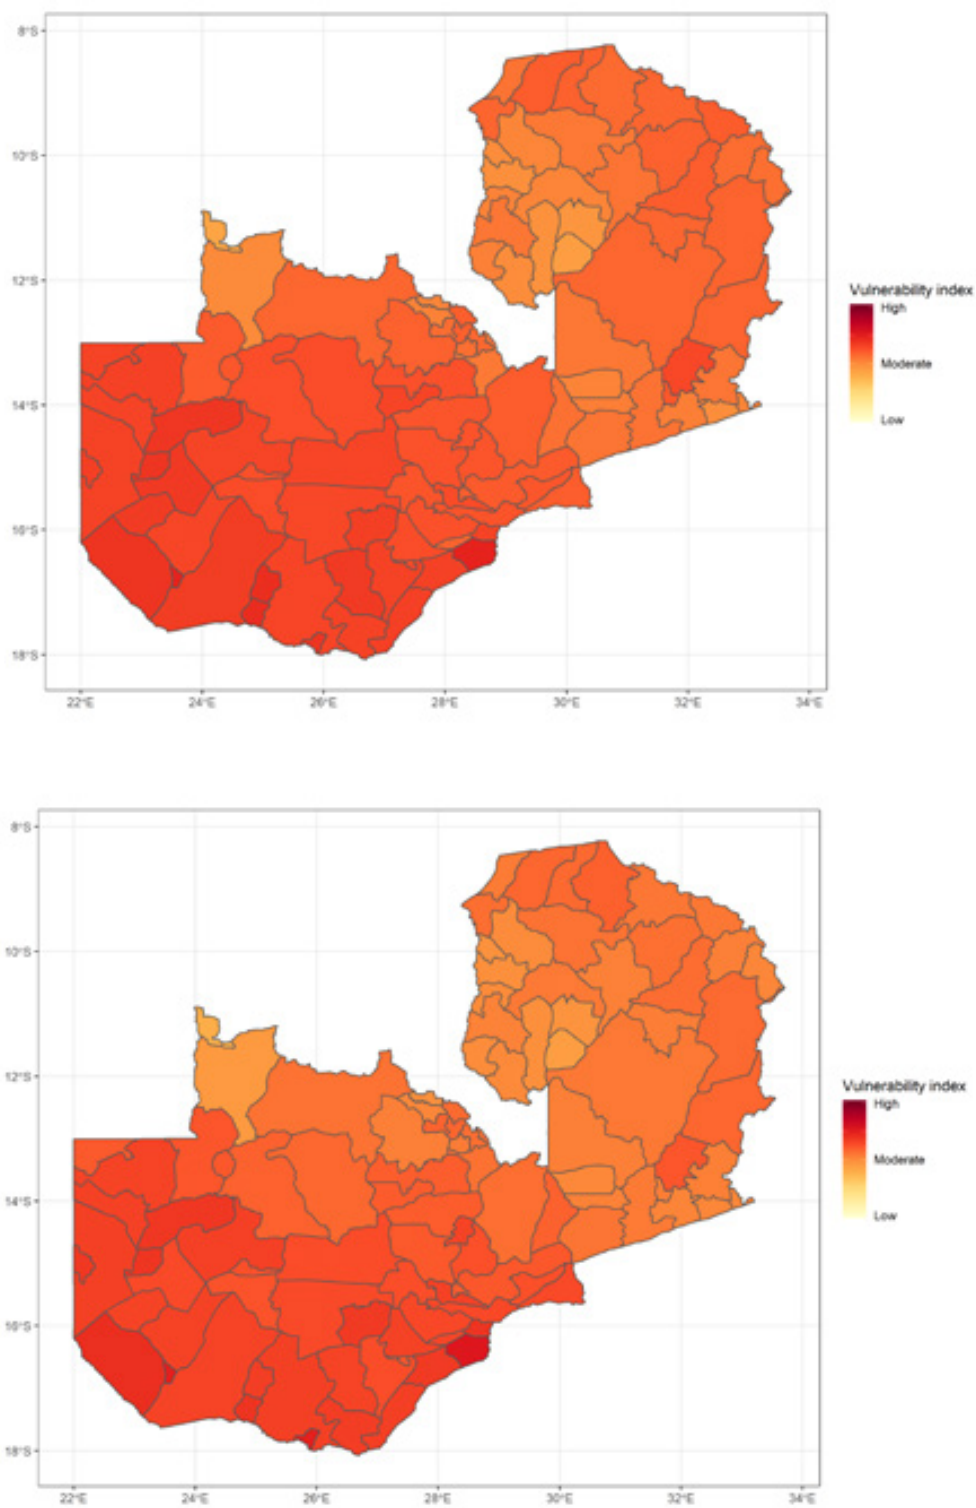 8°S
10°S
12°S
14°S
16°S
18°S
22°E 24°E 26°E 28°E 30°E 32°E 34°E
Vulnerability index
High
Moderate
Low
8°S
10°S
12°S
14°S
16°S
18°S
22°E 24°E 26°E 28°E 30°E 32°E 34°E
Vulnerability index
High
Moderate
Low